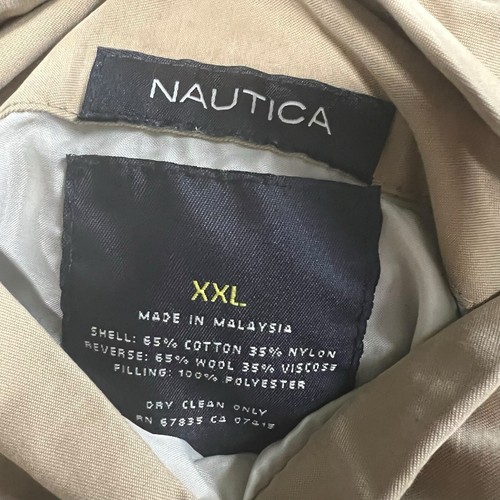 NAUTICA
XXL
MADE IN MALAYSIA
SHELL: 65% COTTON 35% NYLON
REVERSE: 65% WOOL 35% VISCOSE
FILLING: 100% POLYESTER
DRY CLEAN ONLY
RN 67835 CA 07415